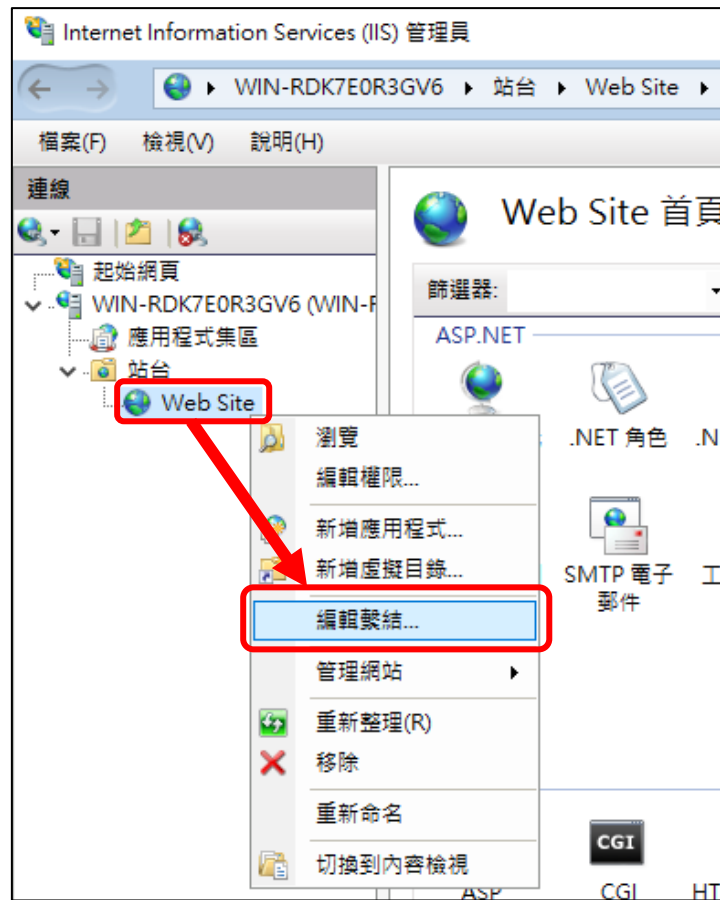 Internet Information Services (IIS) 管理員
WIN-RDK7E0R3GV6 站台 Web Site
檔案(F) 檢視(V) 說明(H)
連線
Web Site 首頁
起始網頁
篩選器:
WIN-RDK7E0R3GV6 (WIN-R
應用程式集區
ASP.NET
站台
Web Site
瀏覽
.NET 角色
.N
編輯權限...
新增應用程式...
新增虛擬目錄...
SMTP 電子
郵件
工
編輯繫結...
管理網站
重新整理(R)
移除
重新命名
CGI
切換到內容檢視
ASP
CGI
HT